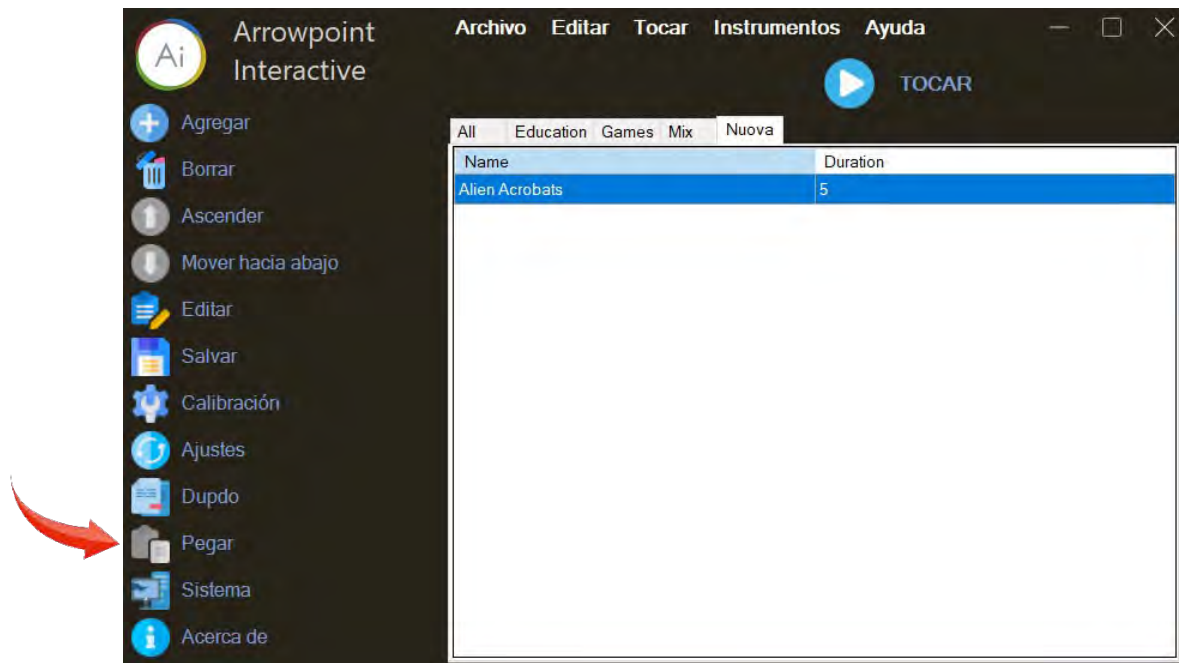 Ai
Arrowpoint
Interactive
Archivo Editar Tocar Instrumentos Ayuda
TOCAR
Agregar
Borrar
Ascender
Mover hacia abajo
Editar
Salvar
Calibración
Ajustes
Dupdo
Pegar
Sistema
Acerca de
All Education Games Mix Nuova
Name Duration
Alien Acrobats 5